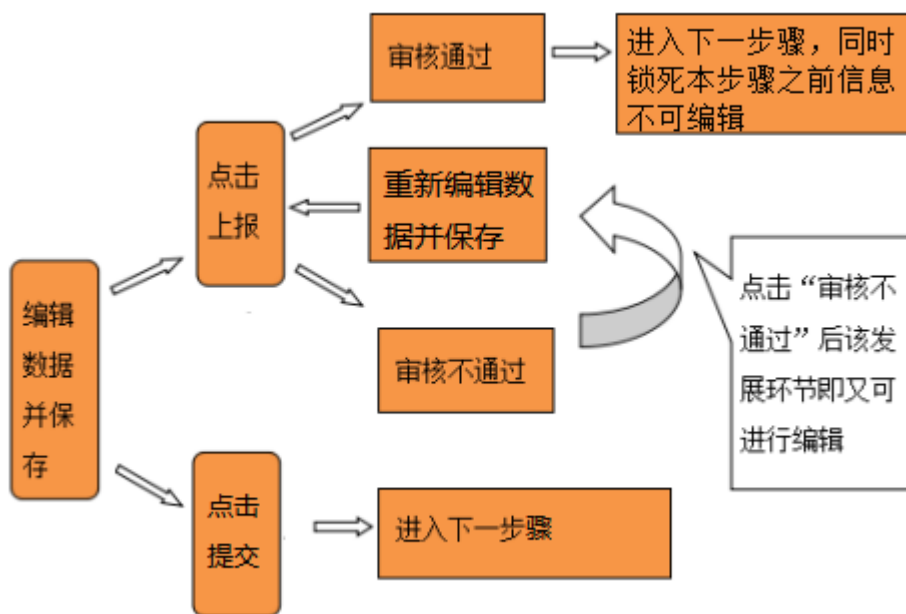 审核通过
进入下一步骤，同时
锁死本步骤之前信息
不可编辑
点击
上报
重新编辑数
据并保存
编辑
数据
并保
存
审核不通过
点击“审核不
通过”后该发
展环节即又可
进行编辑
点击
提交
进入下一步骤